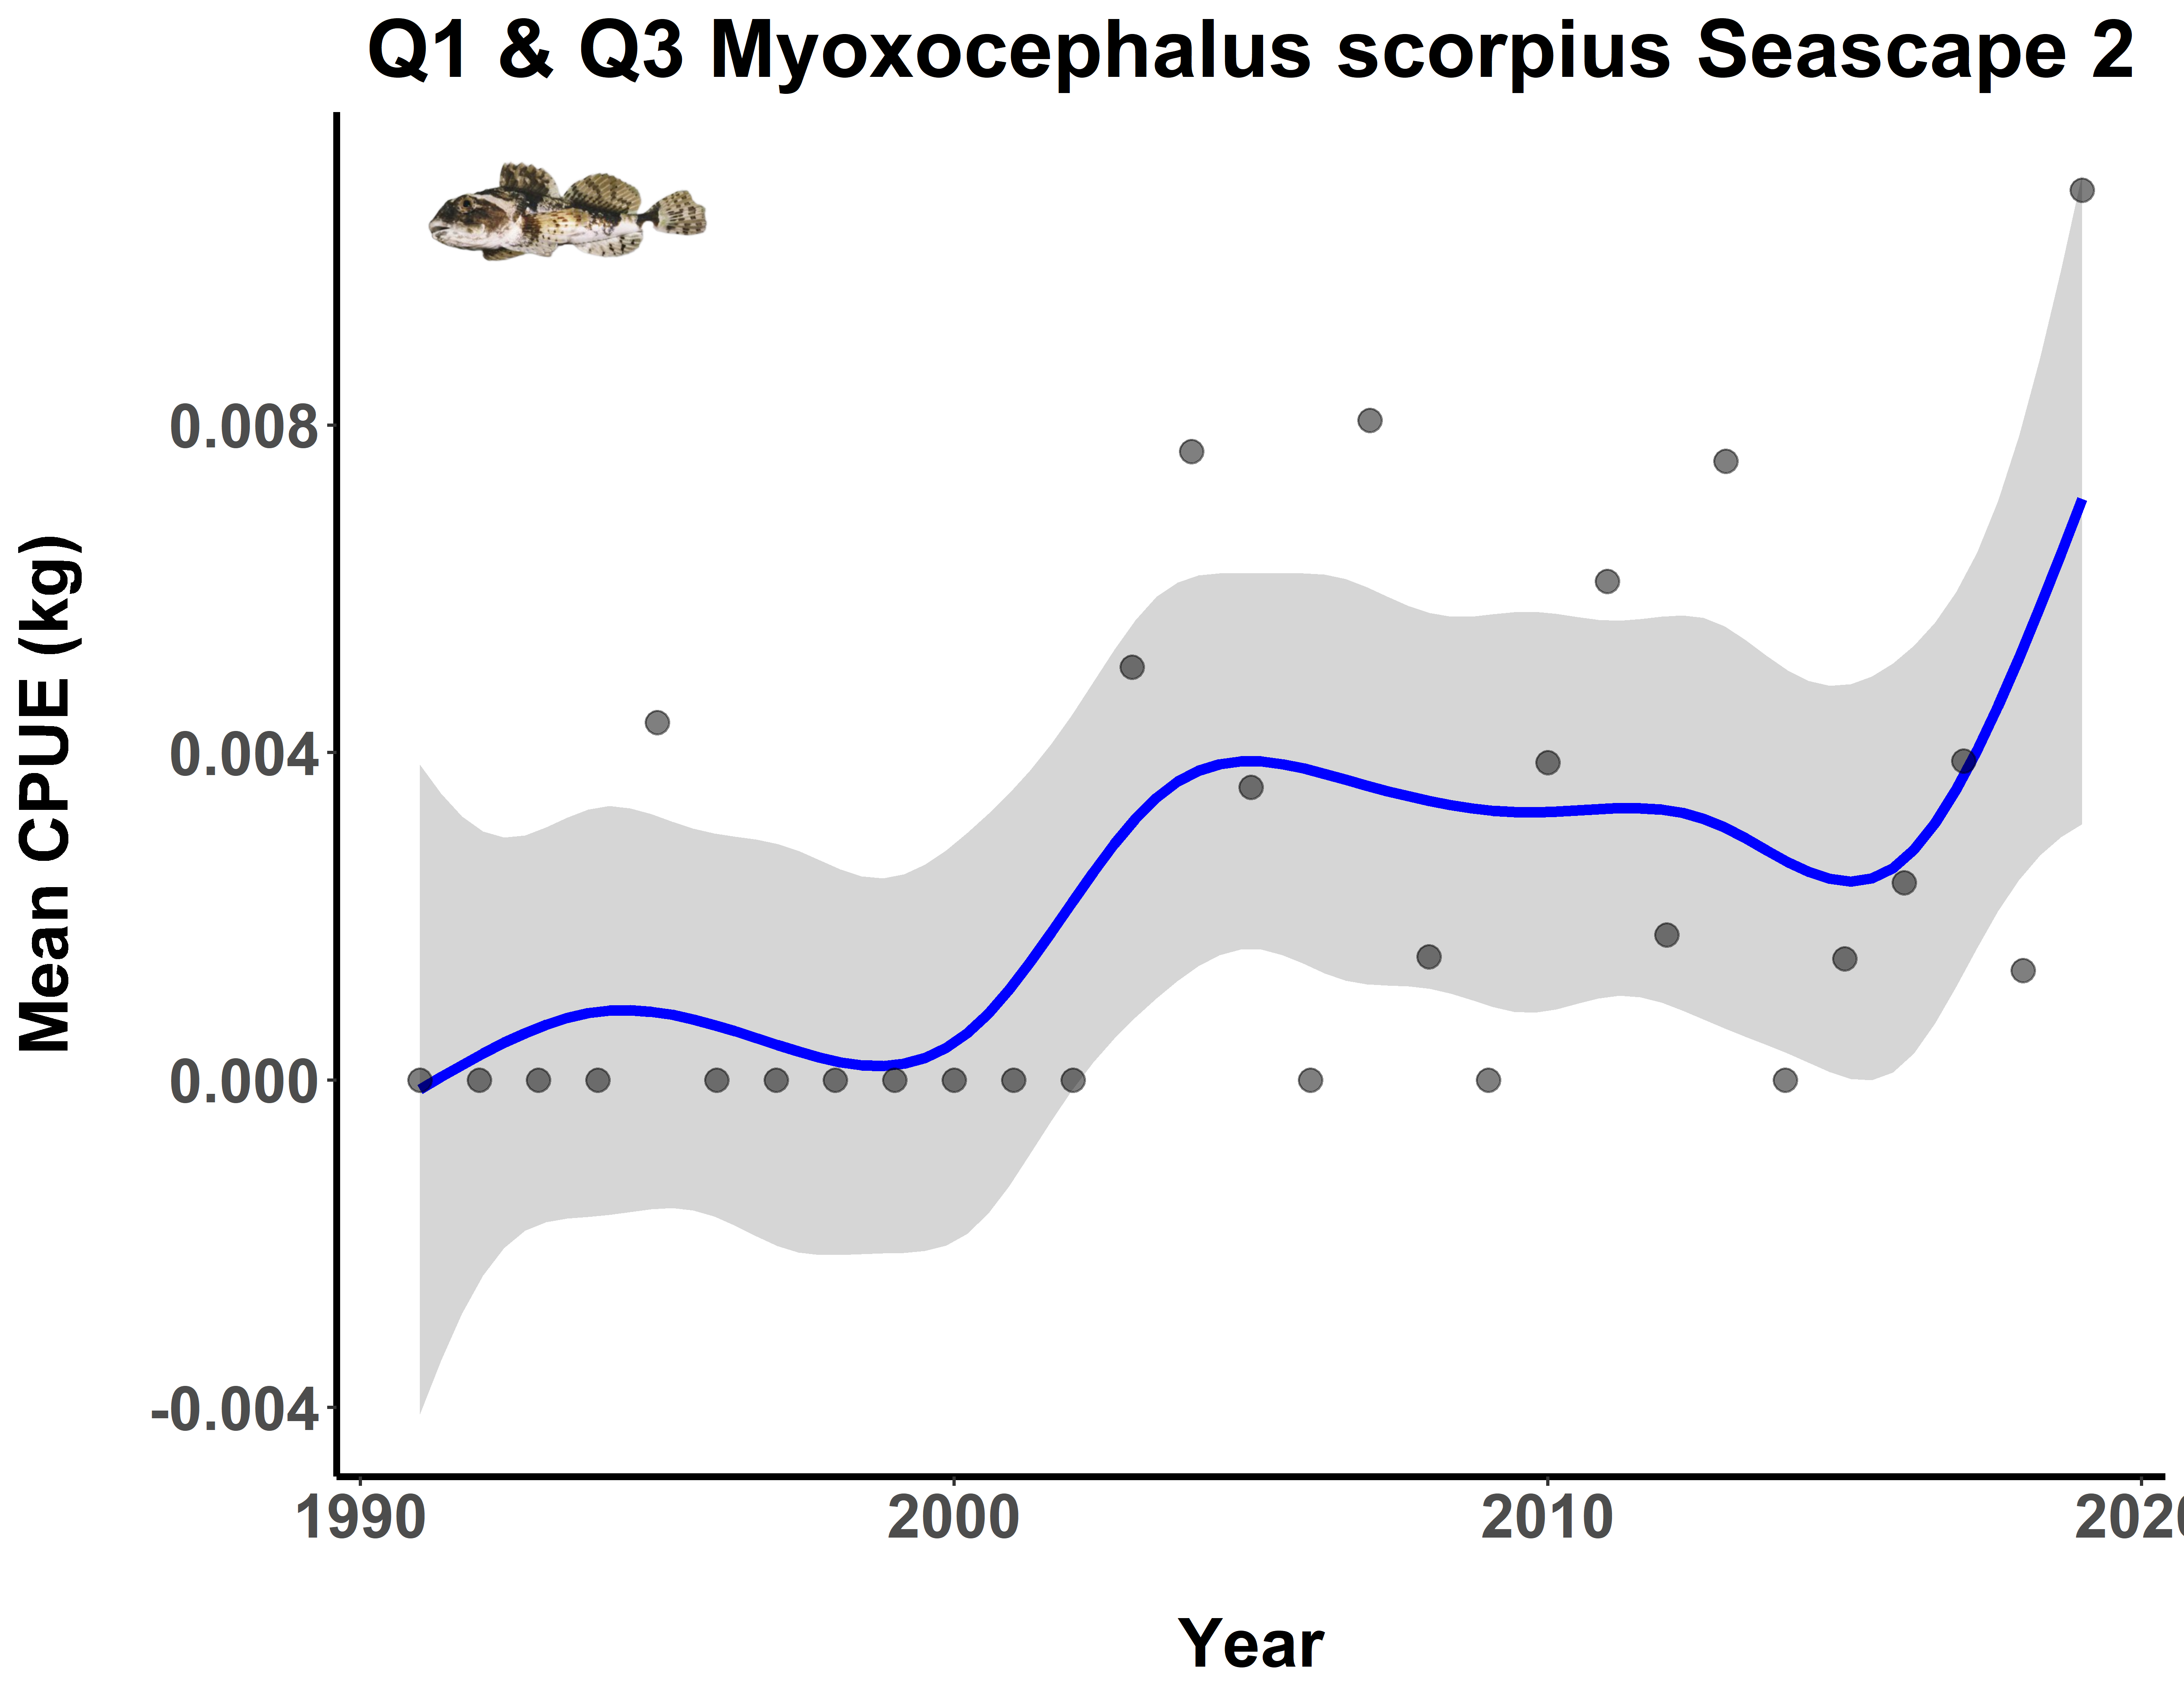 Q1 & Q3 Myoxocephalus scorpius Seascape 2
Mean CPUE (kg)
0.008
0.004
0.000
-0.004
1990 2000 2010 202
Year